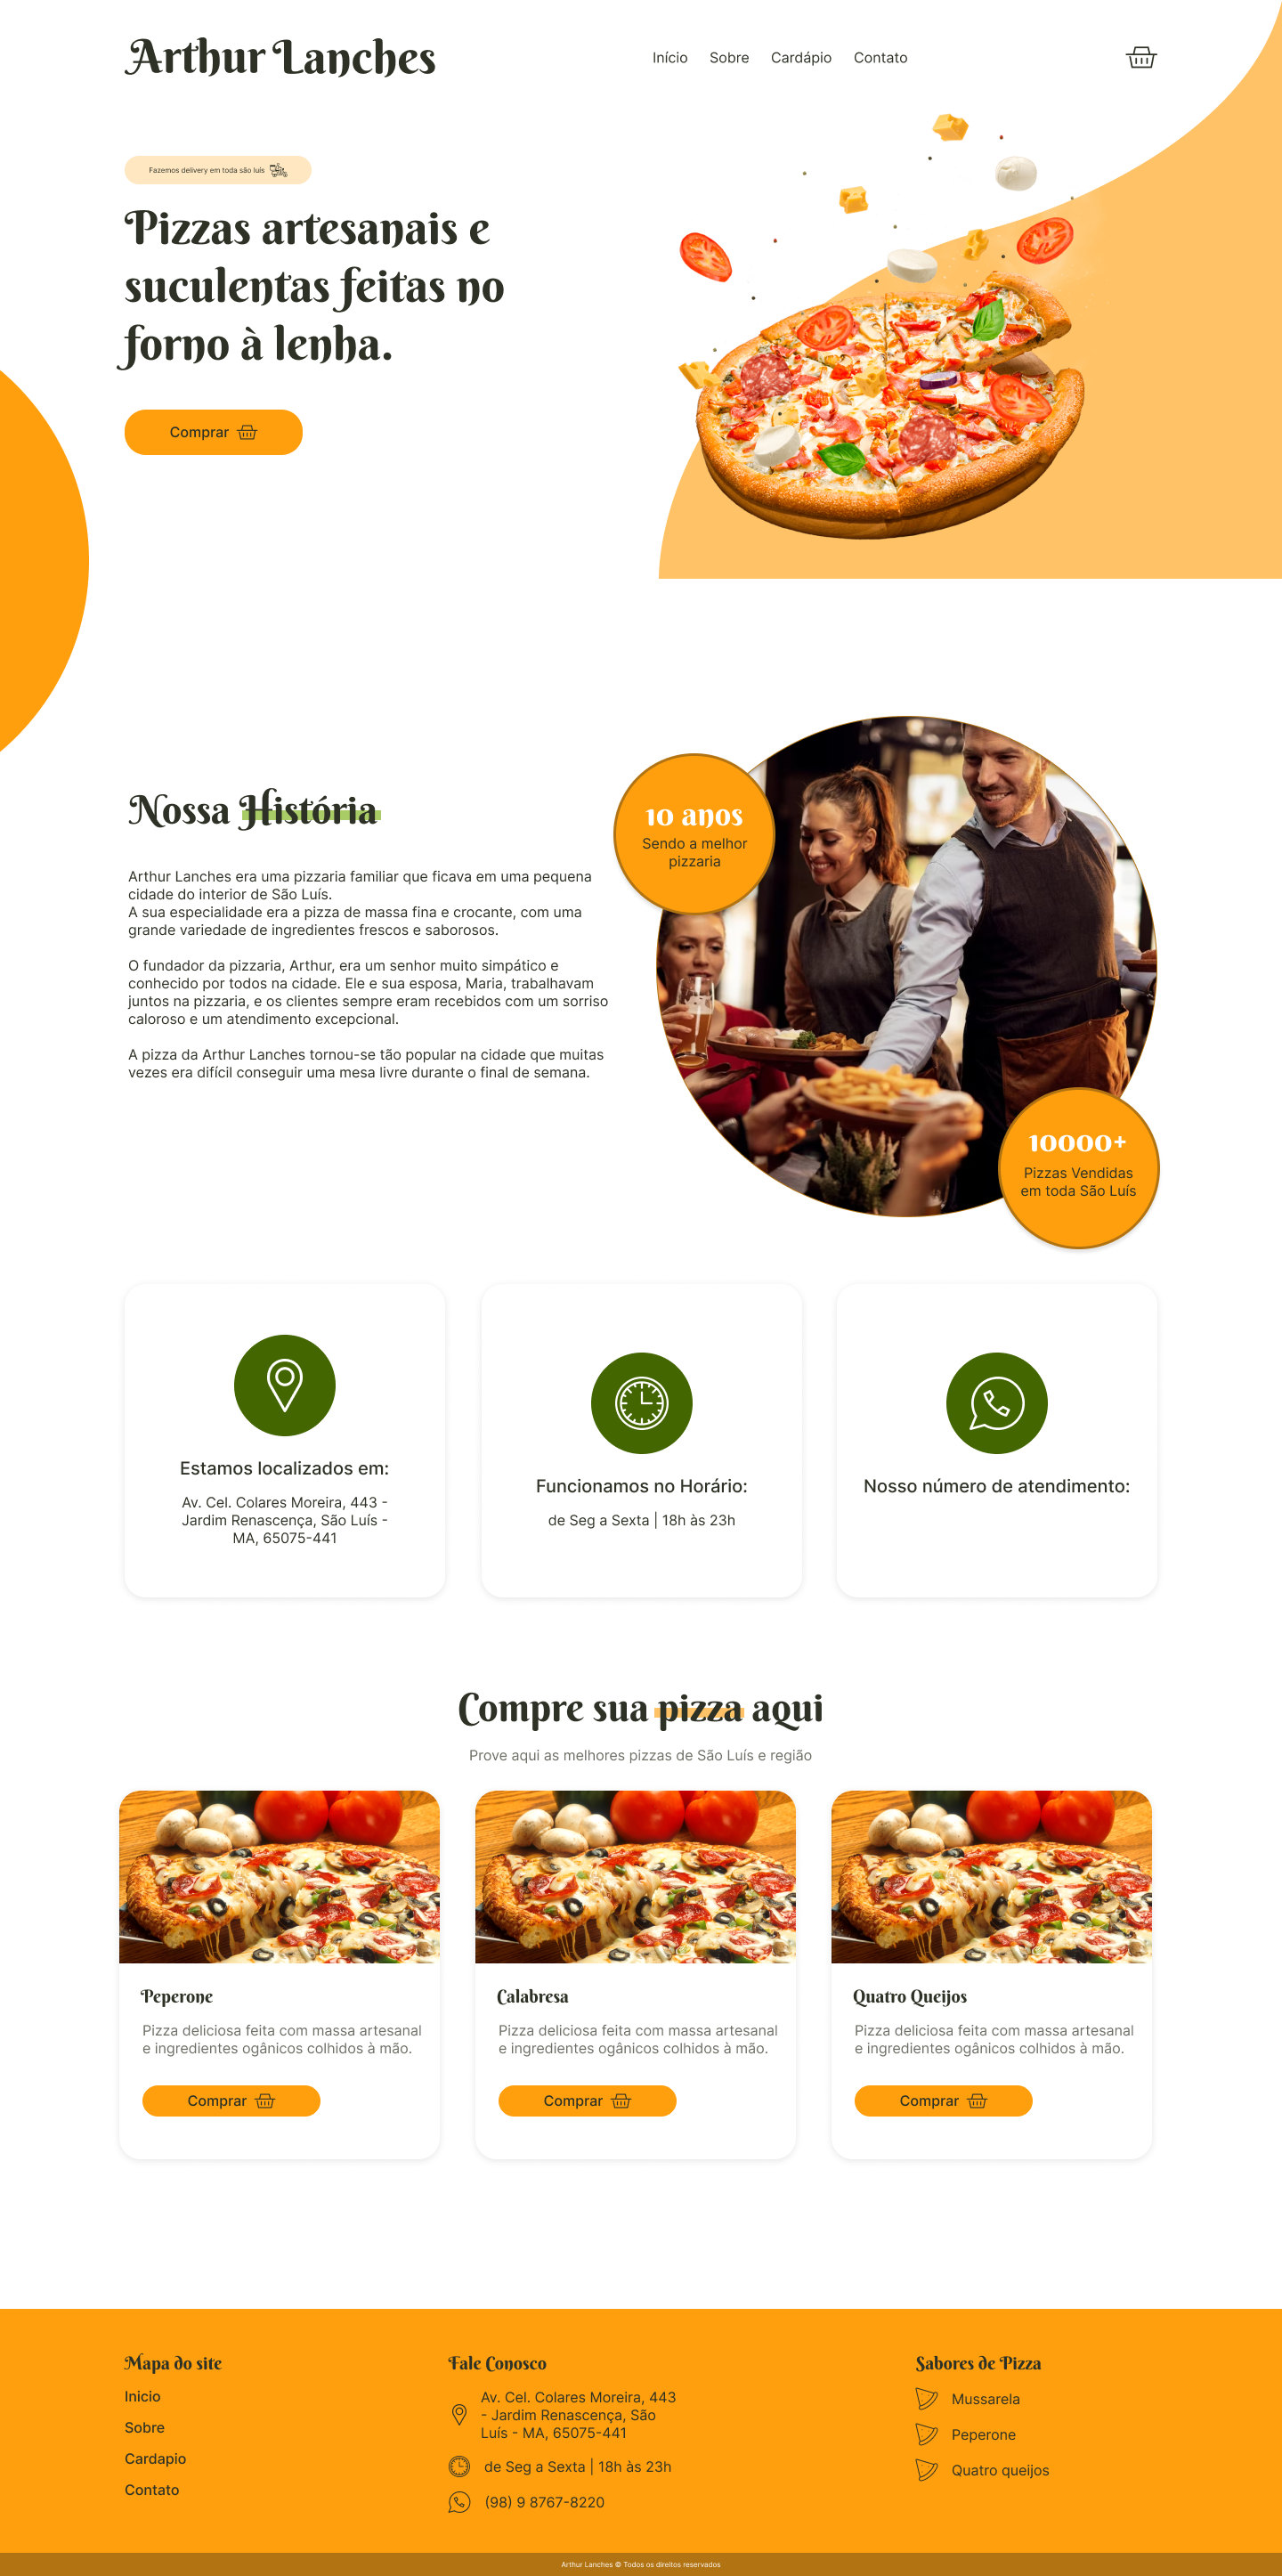 Arthur Lanches
Início Sobre Cardápio Contato
Fazemos delivery em toda são luís
Pizzas artesanais e
suculentas feitas no
forno à lenha.
Comprar
Nossa História
Arthur Lanches era uma pizzaria familiar que ficava em uma pequena
cidade do interior de São Luís.
A sua especialidade era a pizza de massa fina e crocante, com uma
grande variedade de ingredientes frescos e saborosos.
O fundador da pizzaria, Arthur, era um senhor muito simpático e
conhecido por todos na cidade. Ele e sua esposa, Maria, trabalhavam
juntos na pizzaria, e os clientes sempre eram recebidos com um sorriso
caloroso e um atendimento excepcional.
A pizza da Arthur Lanches tornou-se tão popular na cidade que muitas
vezes era difícil conseguir uma mesa livre durante o final de semana.
10 anos
Sendo a melhor
pizzaria
10000+
Pizzas Vendidas
em toda São Luís
Estamos localizados em:
Av. Cel. Colares Moreira, 443 -
Jardim Renascença, São Luís -
MA, 65075-441
Funcionamos no Horário:
de Seg a Sexta | 18h às 23h
Nosso número de atendimento:
Compre sua pizza aqui
Prove aqui as melhores pizzas de São Luís e região
Peperone
Pizza deliciosa feita com massa artesanal
e ingredientes ogânicos colhidos à mão.
Comprar
Calabresa
Pizza deliciosa feita com massa artesanal
e ingredientes ogânicos colhidos à mão.
Comprar
Quatro Queijos
Pizza deliciosa feita com massa artesanal
e ingredientes ogânicos colhidos à mão.
Comprar
Mapa do site
Inicio
Sobre
Cardapio
Contato
Fale Conosco
Av. Cel. Colares Moreira, 443
- Jardim Renascença, São
Luís - MA, 65075-441
de Seg a Sexta | 18h às 23h
(98) 9 8767-8220
Sabores de Pizza
Mussarela
Peperone
Quatro queijos
Arthur Lanches © Todos os direitos reservados